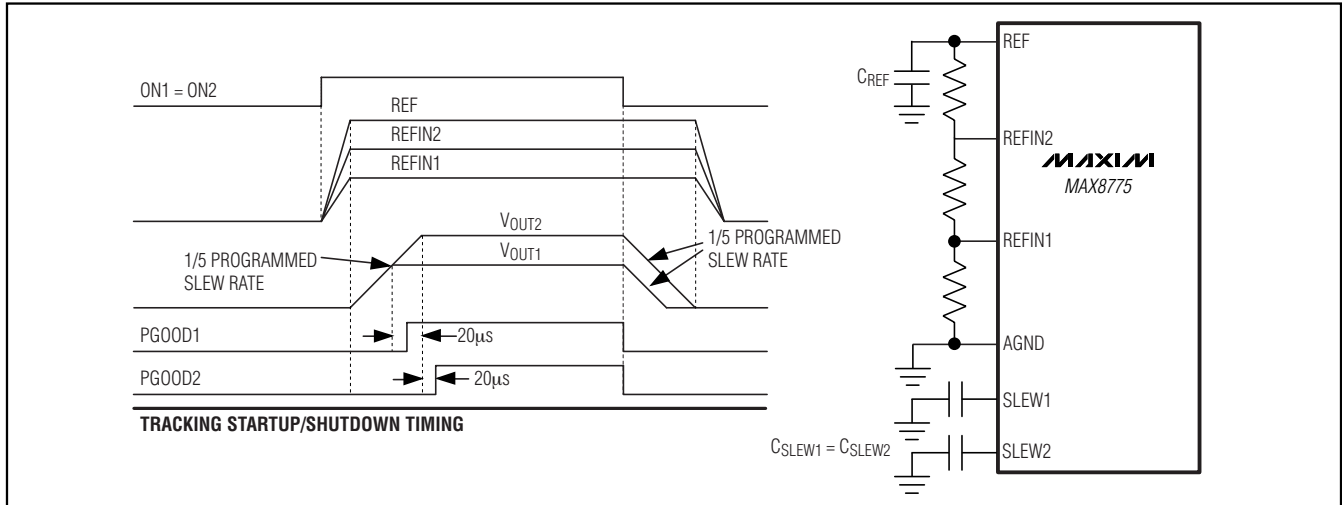 ON1 = ON2
REF
REFIN2
REFIN1
VOUT2
VOUT1
1/5 PROGRAMMED
SLEW RATE
1/5 PROGRAMMED
SLEW RATE
PGOOD1
20μs
PGOOD2
20μs
TRACKING STARTUP/SHUTDOWN TIMING
CREF
REF
REFIN2
MAXIM
MAX8775
REFIN1
AGND
SLEW1
CSLEW1 = CSLEW2
SLEW2